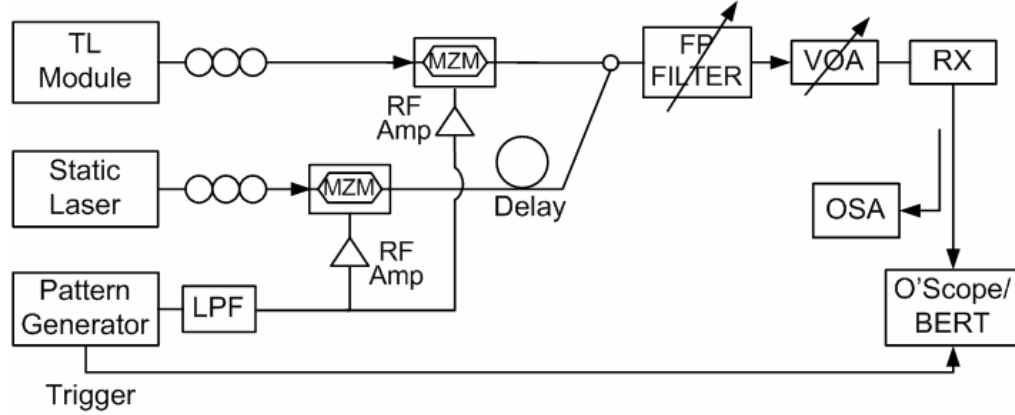 TL
Module
MZM
FP
FILTER
VOA
RX
RF
Amp
Static
Laser
MZM
Delay
OSA
RF
Amp
Pattern
Generator
LPF
O'Scope/
BERT
Trigger